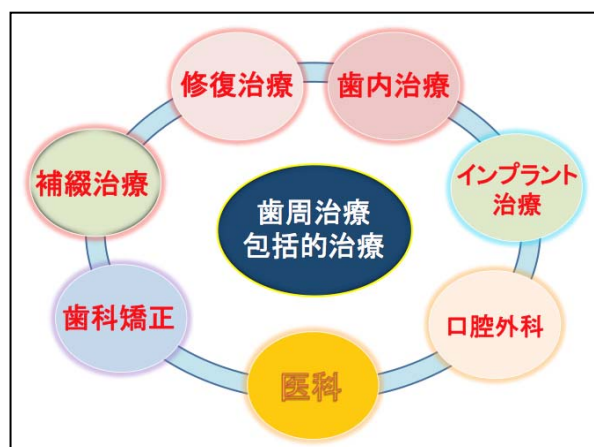 修復治療
歯内治療
補綴治療
インプラント
治療
歯周治療
包括的治療
歯科矯正
口腔外科
医科